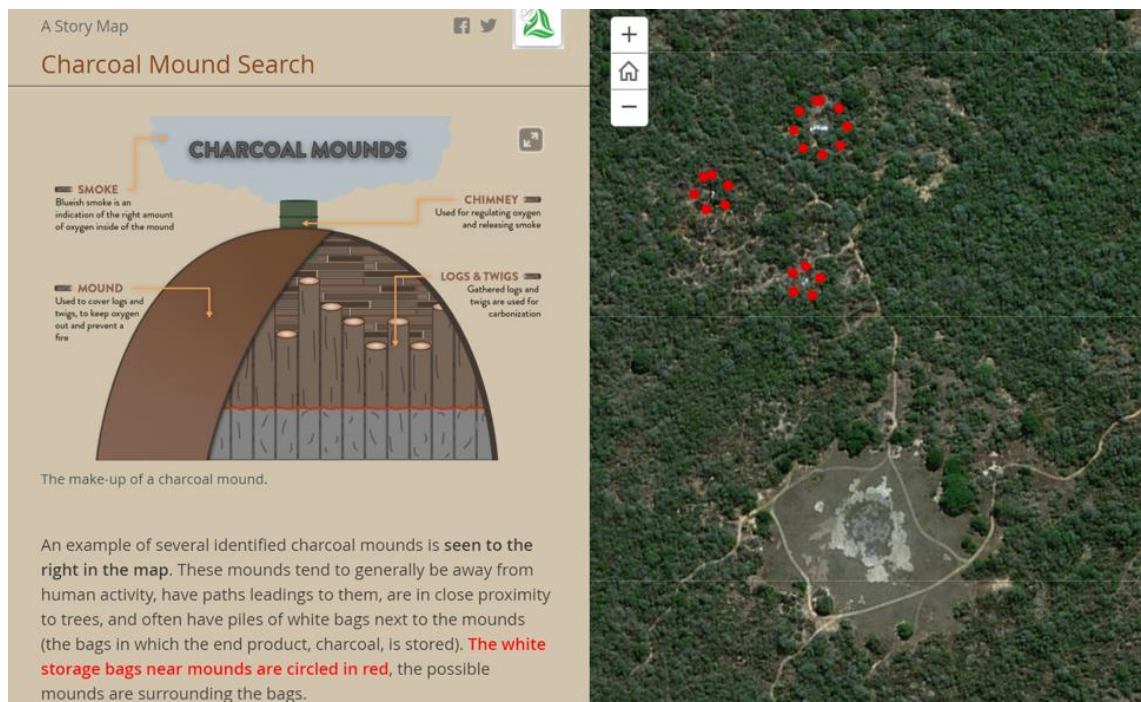 A Story Map
Charcoal Mound Search
CHARCOAL MOUNDS
SMOKE
Blueish smoke is an
indication of the right amount
of oxygen inside of the mound
CHIMNEY
Used for regulating oxygen
and releasing smoke
MOUND
Used to cover logs and
twigs, to keep oxygen
out and prevent a
fire
LOGS & TWIGS
Gathered logs and
twigs are used for
carbonization
The make-up of a charcoal mound.
An example of several identified charcoal mounds is seen to the
right in the map. These mounds tend to generally be away from
human activity, have paths leadings to them, are in close proximity
to trees, and often have piles of white bags next to the mounds
(the bags in which the end product, charcoal, is stored). The white
storage bags near mounds are circled in red, the possible
mounds are surrounding the bags.